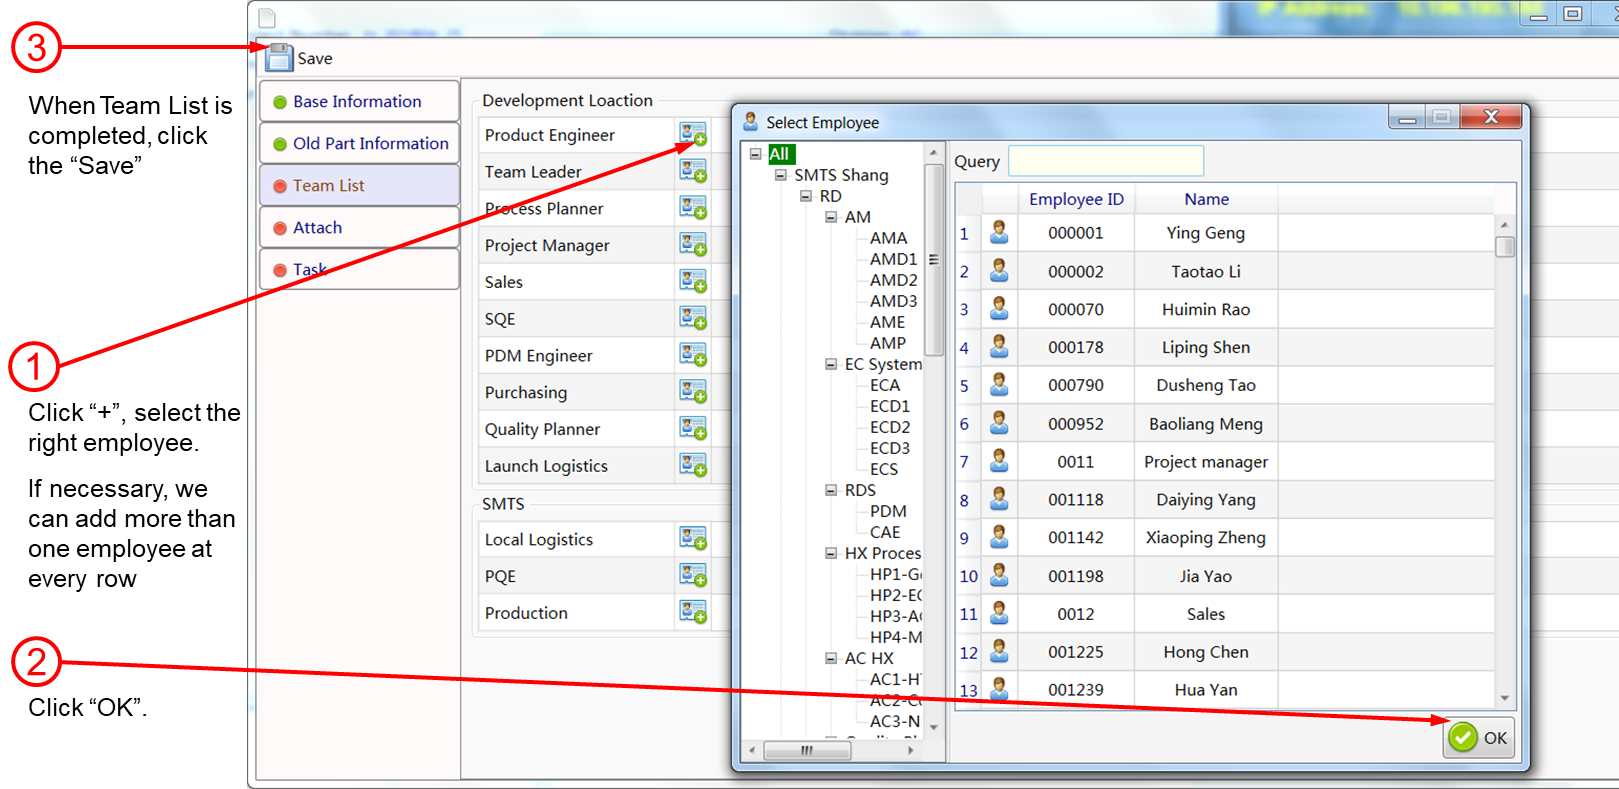 3
When Team List is
completed, click
the “Save”
1
Click “+”, select the
right employee.
If necessary, we
can add more than
one employee at
every row
2
Click “OK”.
Save
Base Information
Old Part Information
Team List
Attach
Task
Development Loaction
Product Engineer
Team Leader
Process Planner
Project Manager
Sales
SQE
PDM Engineer
Purchasing
Quality Planner
Launch Logistics
SMTS
Local Logistics
PQE
Production
Select Employee
All
SMTS Shang
RD
AM
AMA
AMD1
AMD2
AMD3
AME
AMP
EC System
ECA
ECD1
ECD2
ECD3
ECS
RDS
PDM
CAE
HX Proces
HP1-G
HP2-EC
HP3-A
HP4-M
AC HX
AC1-H
AC2-C
AC3-N
Query
Employee ID Name
1 000001 Ying Geng
2 000002 Taotao Li
3 000070 Huimin Rao
4 000178 Liping Shen
5 000790 Dusheng Tao
6 000952 Baoliang Meng
7 0011 Project manager
8 001118 Daiying Yang
9 001142 Xiaoping Zheng
10 001198 Jia Yao
11 0012 Sales
12 001225 Hong Chen
13 001239 Hua Yan
OK